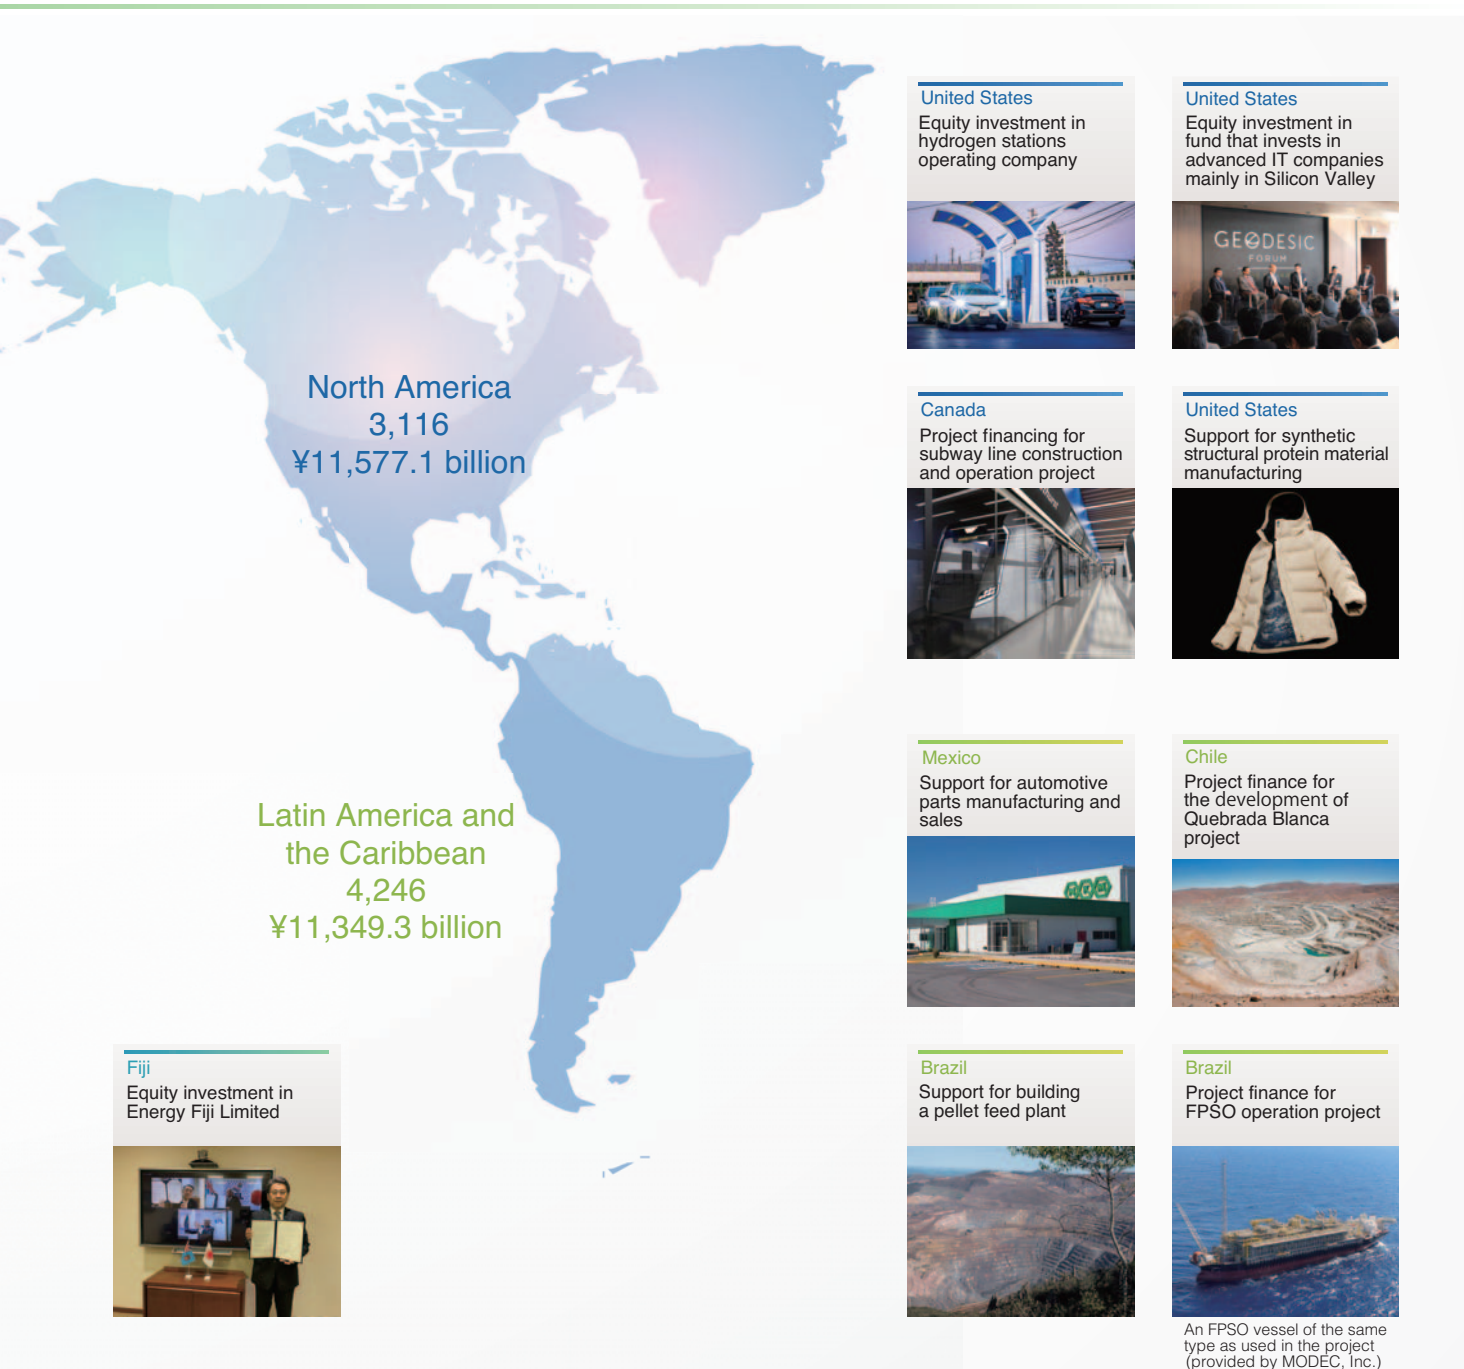 United States
Equity investment in
hydrogen stations
operating company
United States
Equity investment in
fund that invests in
advanced IT companies
mainly in Silicon Valley
GEODESIC
FORUM
North America
3,116
¥11,577.1 billion
Canada
Project financing for
subway line construction
and operation project
United States
Support for synthetic
structural protein material
manufacturing
Latin America and
the Caribbean
4,246
¥11,349.3 billion
Mexico
Support for automotive
parts manufacturing and
sales
Chile
Project finance for
the development of
Quebrada Blanca
project
Fiji
Equity investment in
Energy Fiji Limited
Brazil
Support for building
a pellet feed plant
Brazil
Project finance for
FPSO operation project
An FPSO vessel of the same
type as used in the project
(provided by MODEC, Inc.)